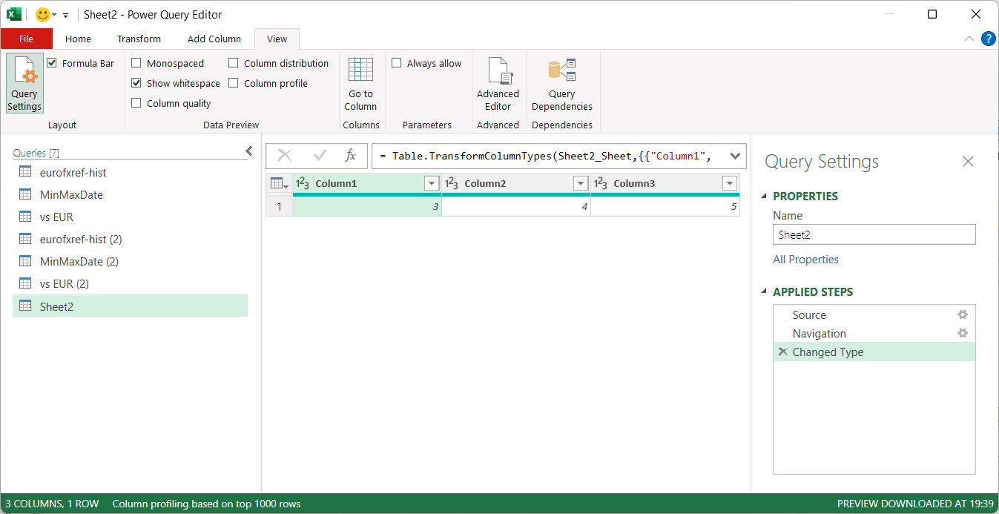 Sheet2 - Power Query Editor
File Home Transform Add Column View
?
Query Settings
Formula Bar
Layout
Monospaced
Show whitespace
Column quality
Column distribution
Column profile
Data Preview
Go to Column
Columns
Always allow
Parameters
Advanced Editor
Advanced
Query Dependencies
Dependencies
Queries [7]
eurofxref-hist
MinMaxDate
vs EUR
eurofxref-hist (2)
MinMaxDate (2)
vs EUR (2)
Sheet2
fx = Table.TransformColumnTypes(Sheet2_Sheet,{{"Column1",
123 Column1 123 Column2 123 Column3
1 3 4 5
Query Settings
PROPERTIES
Name
Sheet2
All Properties
APPLIED STEPS
Source
Navigation
Changed Type
3 COLUMNS, 1 ROW Column profiling based on top 1000 rows PREVIEW DOWNLOADED AT 19:39